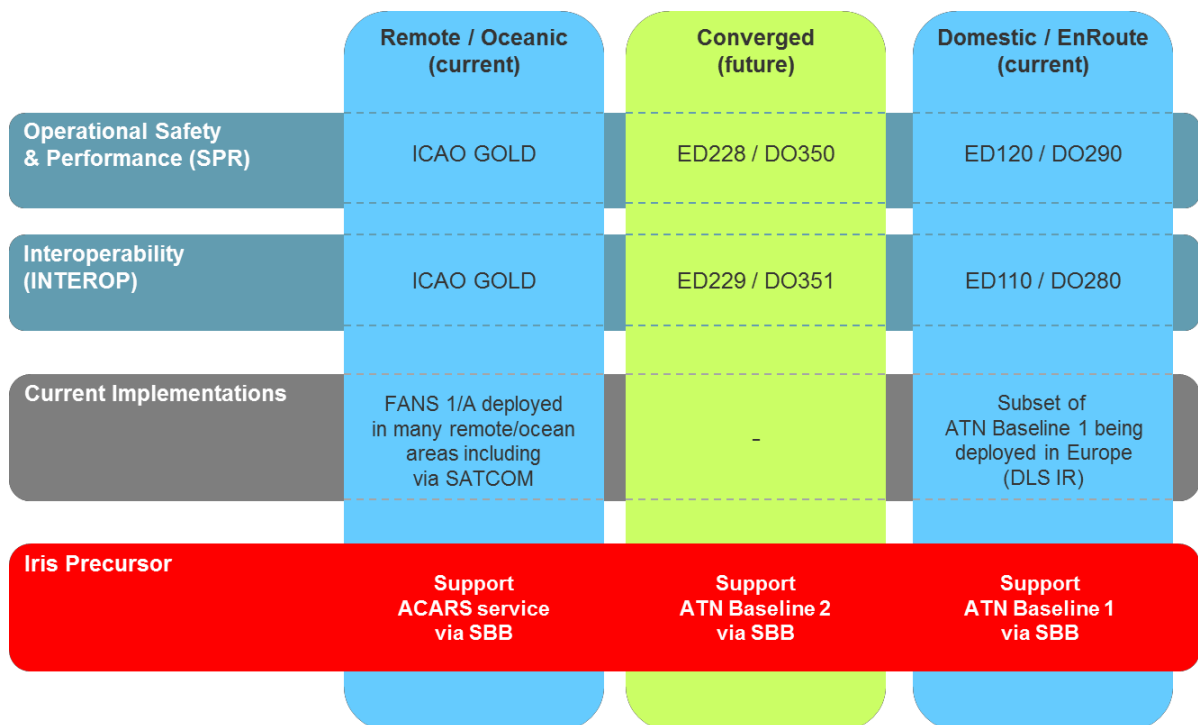 Remote / Oceanic
(current)
Converged
(future)
Domestic / EnRoute
(current)
Operational Safety
& Performance (SPR)
ICAO GOLD
ED228 / DO350
ED120 / DO290
Interoperability
(INTEROP)
ICAO GOLD
ED229 / DO351
ED110 / DO280
Current Implementations
FANS 1/A deployed
in many remote/ocean
areas including
via SATCOM
-
Subset of
ATN Baseline 1 being
deployed in Europe
(DLS IR)
Iris Precursor
Support
ACARS service
via SBB
Support
ATN Baseline 2
via SBB
Support
ATN Baseline 1
via SBB